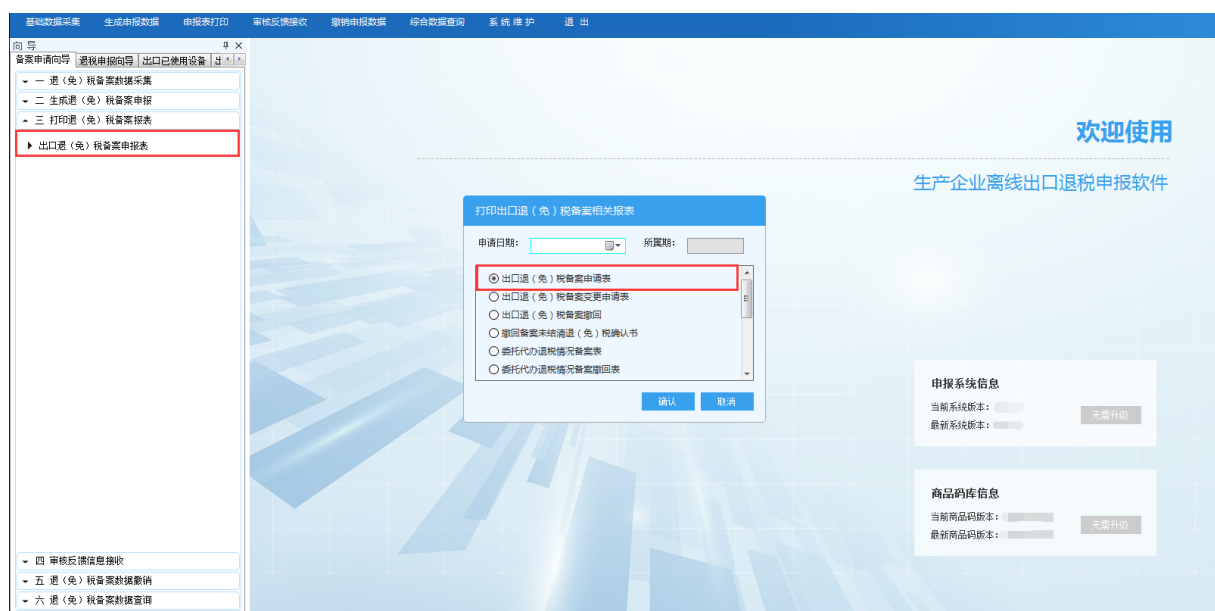 基础数据采集 生成申报数据 申报表打印 审核反馈接收 撤销申报数据 综合数据查询 系统维护 退出
向导
备案申请向导 退税申报向导 出口已使用设备
一 退（免）税备案数据采集
二 生成退（免）税备案申报
三 打印退（免）税备案报表
出口退（免）税备案申报表
四 审核反馈信息接收
五 退（免）税备案数据撤销
六 退（免）税备案数据查询
欢迎使用
生产企业离线出口退税申报软件
打印出口退（免）税备案相关报表
申请日期： 所属期：
出口退（免）税备案申请表
出口退（免）税备案变更申请表
出口退（免）税备案撤回
撤回备案未结清退（免）税确认书
委托代办退税情况备案表
委托代办退税情况备案撤回表
确认 取消
申报系统信息
当前系统版本：
无需升级
最新系统版本：
商品码库信息
当前商品码版本：
无需升级
最新商品码版本：